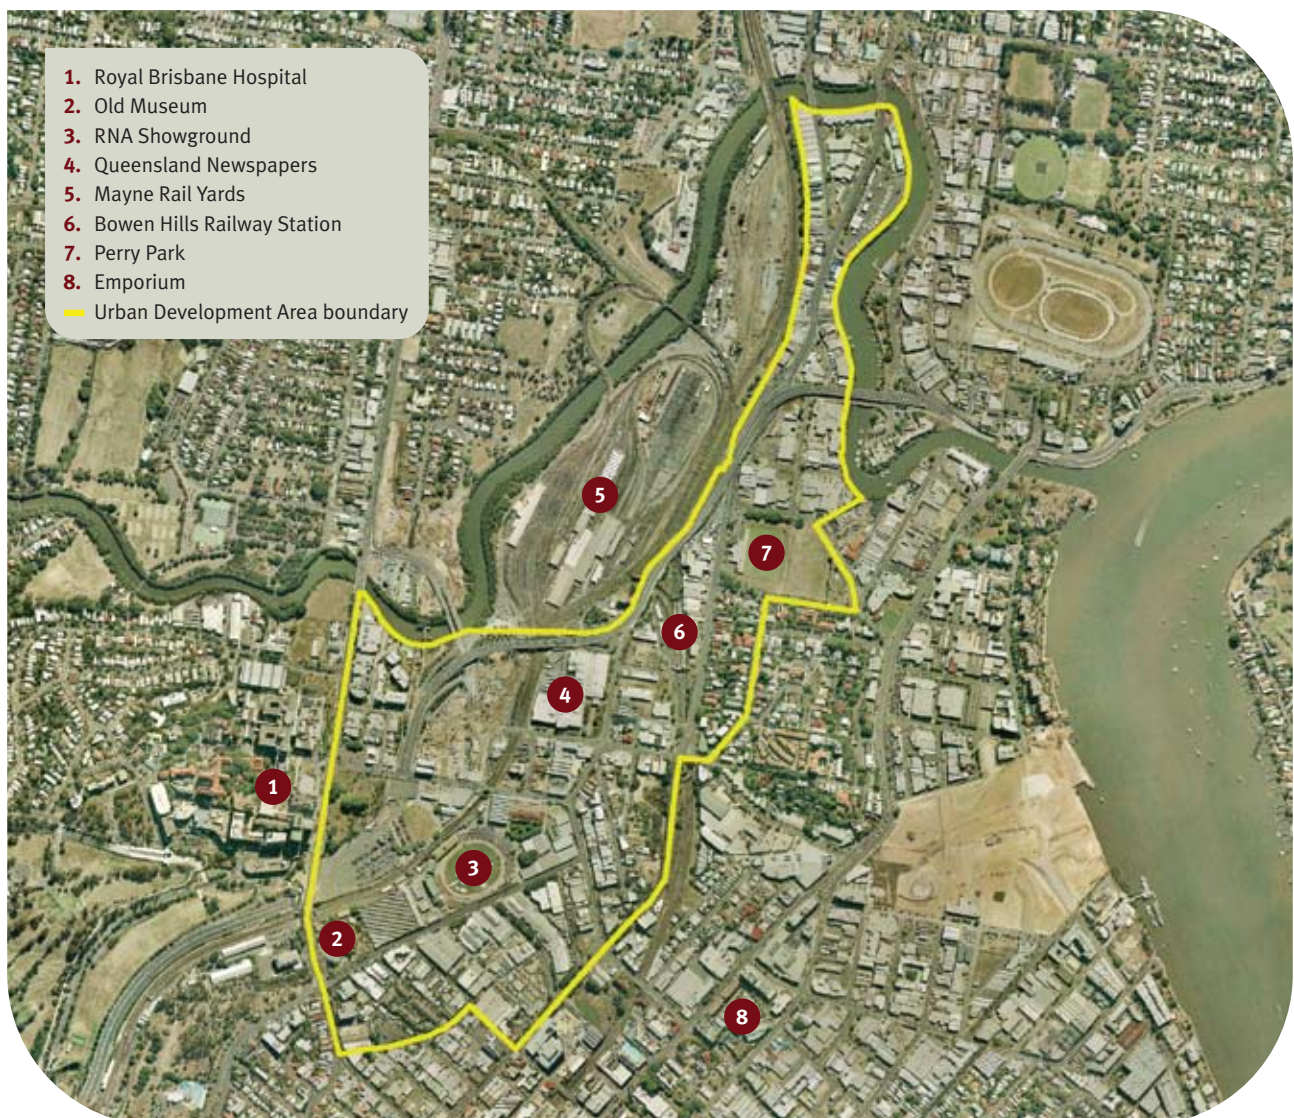 1. Royal Brisbane Hospital
2. Old Museum
3. RNA Showground
4. Queensland Newspapers
5. Mayne Rail Yards
6. Bowen Hills Railway Station
7. Perry Park
8. Emporium
Urban Development Area boundary
5
7
6
4
1
3
2
8